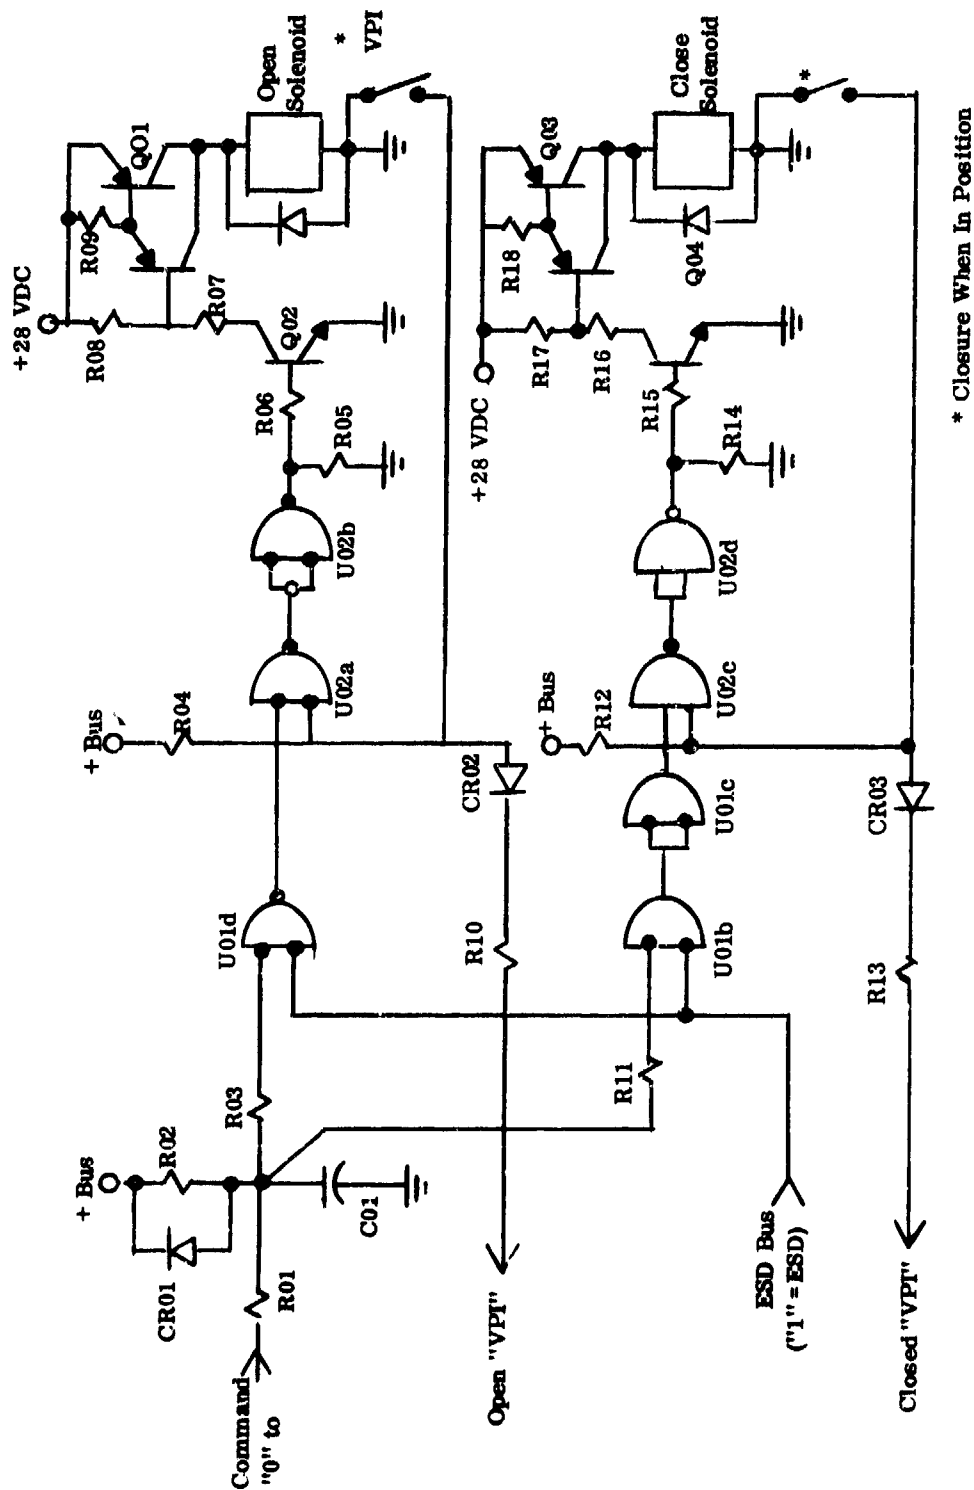 +28 VDC
R08
R09
Q01
R07
Q02
R06
R05
Open
Solenoid
*
VPI
U02b
U02a
+ Bus
R04
U01d
R03
+ Bus
R02
CR01
R01
C01
Command
"0" to
CR02
R10
Open "VPI"
+28 VDC
R17
R18
Q03
R16
Q04
Close
Solenoid
*
R15
R14
U02d
U02c
+ Bus
R12
U01c
U01b
R11
ESD Bus
("1" = ESD)
CR03
R13
Closed "VPI"
* Closure When In Position